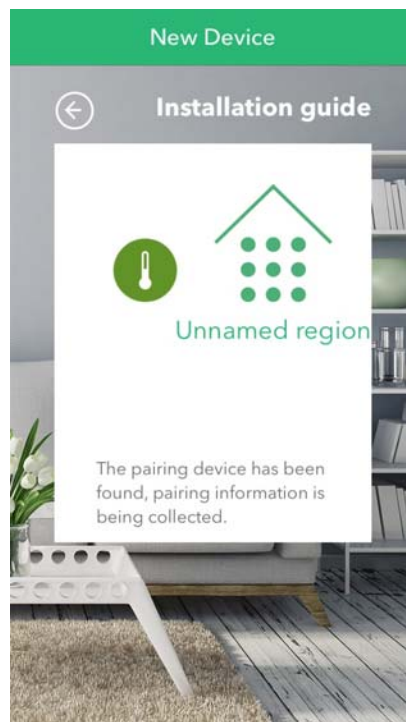 New Device
Installation guide
Unnamed region
The pairing device has been
found, pairing information is
being collected.